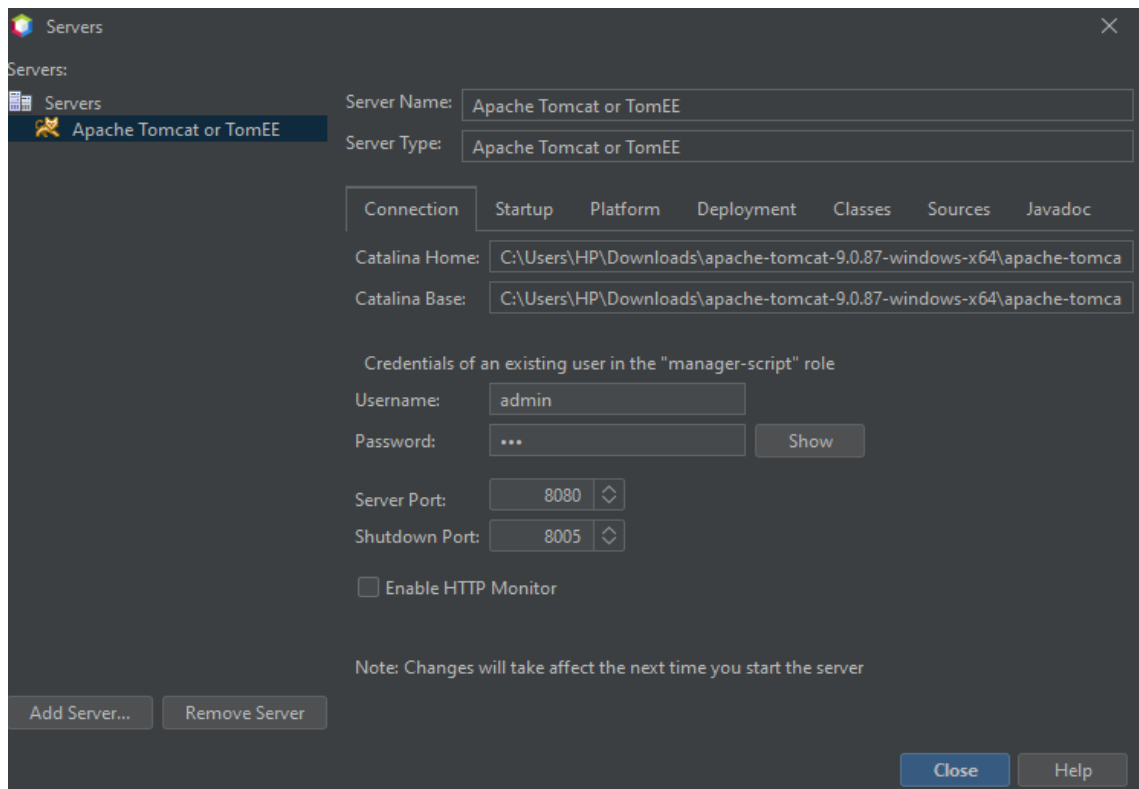 Servers
Servers:
Servers
Apache Tomcat or TomEE
Server Name: Apache Tomcat or TomEE
Server Type: Apache Tomcat or TomEE
Connection Startup Platform Deployment Classes Sources Javadoc
Catalina Home: C:\Users\HP\Downloads\apache-tomcat-9.0.87-windows-x64\apache-tomca
Catalina Base: C:\Users\HP\Downloads\apache-tomcat-9.0.87-windows-x64\apache-tomca
Credentials of an existing user in the "manager-script" role
Username: admin
Password: •••
Show
Server Port: 8080
Shutdown Port: 8005
Enable HTTP Monitor
Note: Changes will take affect the next time you start the server
Add Server... Remove Server
Close Help